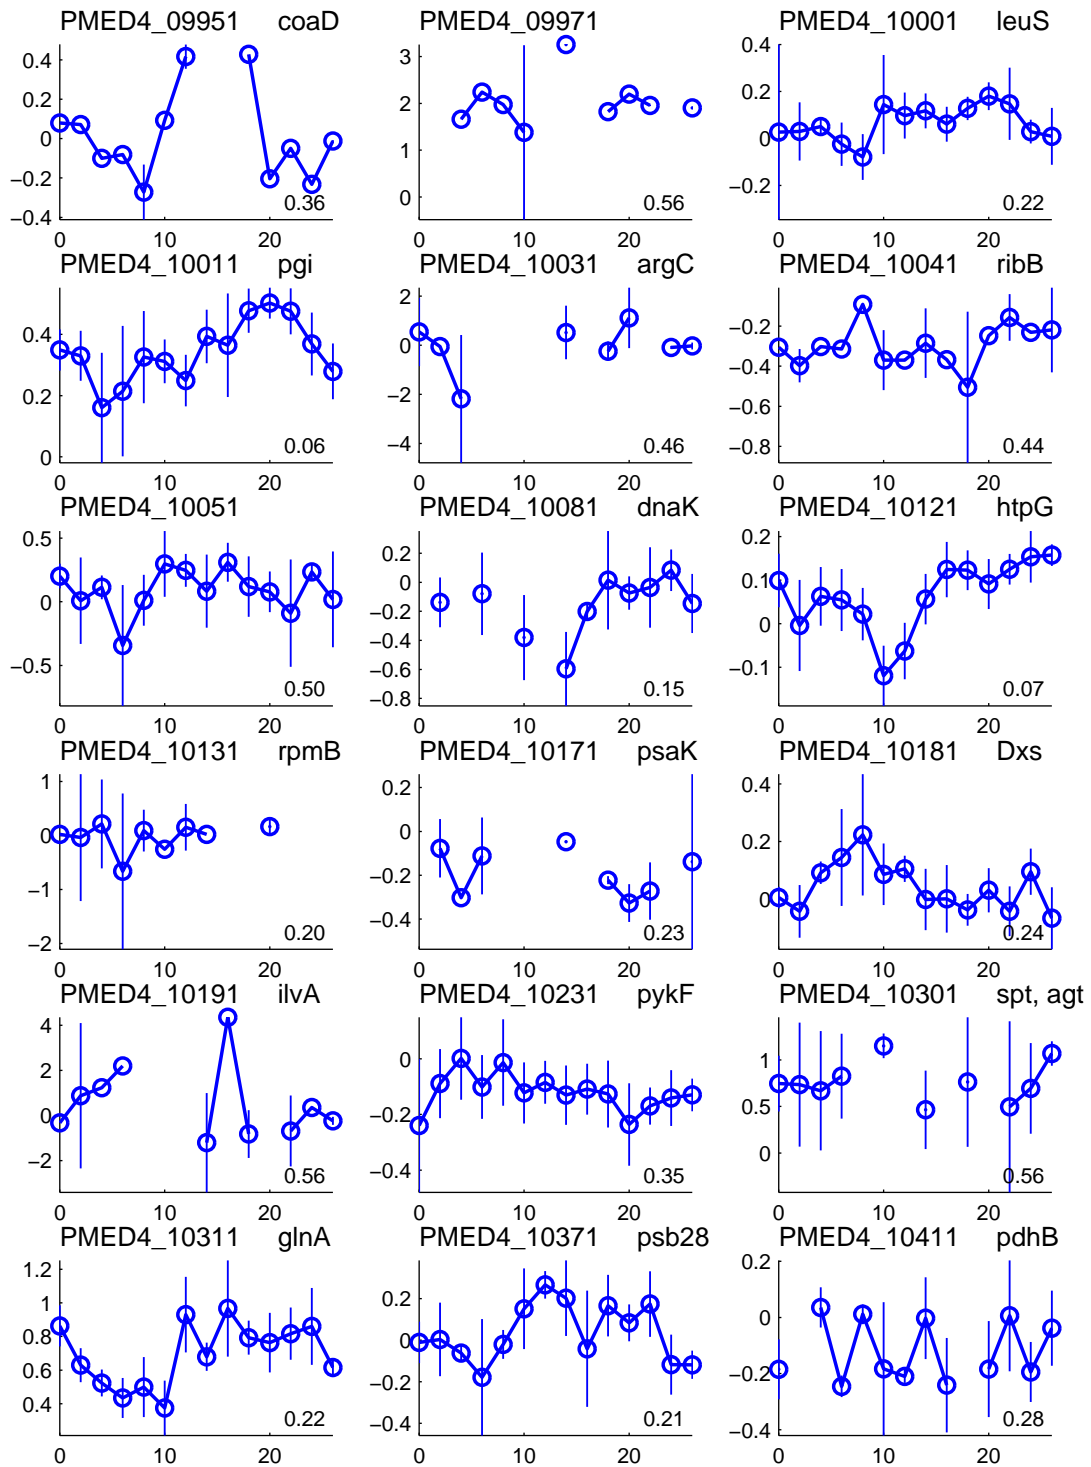 PMED4_09951 coaD
0.4
0.2
0
−0.2
−0.4
0.36
0 10 20
PMED4_09971
3
2
1
0
0.56
0 10 20
PMED4_10001 leuS
0.4
0.2
0
−0.2
0.22
0 10 20
PMED4_10011 pgi
0.4
0.2
0
0.06
0 10 20
PMED4_10031 argC
2
0
−2
−4
0.46
0 10 20
PMED4_10041 ribB
−0.2
−0.4
−0.6
−0.8
0.44
0 10 20
PMED4_10051
0.5
0
−0.5
0.50
0 10 20
PMED4_10081 dnaK
0.2
0
−0.2
−0.4
−0.6
−0.8
0.15
0 10 20
PMED4_10121 htpG
0.2
0.1
0
−0.1
0.07
0 10 20
PMED4_10131 rpmB
1
0
−1
−2
0.20
0 10 20
PMED4_10171 psaK
0.2
0
−0.2
−0.4
0.23
0 10 20
PMED4_10181 Dxs
0.4
0.2
0
0.24
0 10 20
PMED4_10191 ilvA
4
2
0
−2
0.56
0 10 20
PMED4_10231 pykF
0
−0.2
−0.4
0.35
0 10 20
PMED4_10301 spt, agt
1
0.5
0
0.56
0 10 20
PMED4_10311 glnA
1.2
1
0.8
0.6
0.4
0.22
0 10 20
PMED4_10371 psb28
0.2
0
−0.2
−0.4
0.21
0 10 20
PMED4_10411 pdhB
0.2
0
−0.2
−0.4
0.28
0 10 20